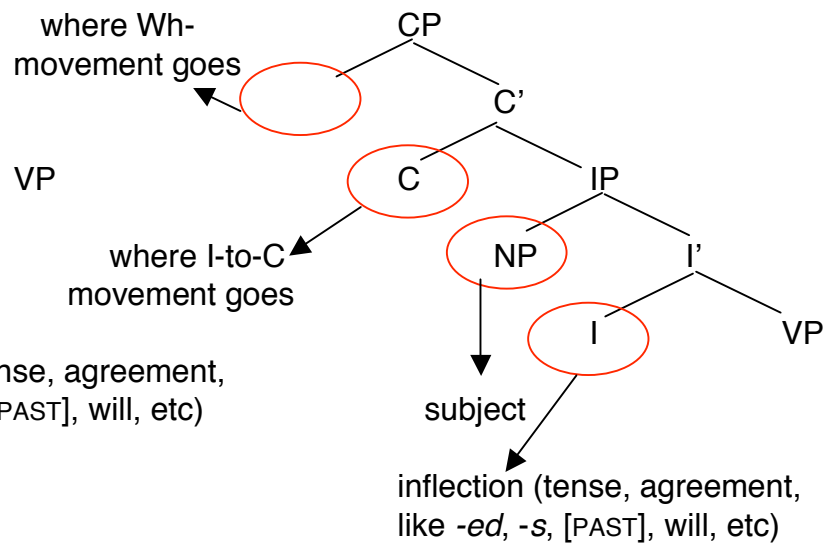 where Wh-
movement goes
CP
C'
VP
C
IP
where I-to-C
movement goes
NP
I'
I
VP
nse, agreement,
PAST], will, etc)
subject
inflection (tense, agreement,
like -ed, -s, [PAST], will, etc)